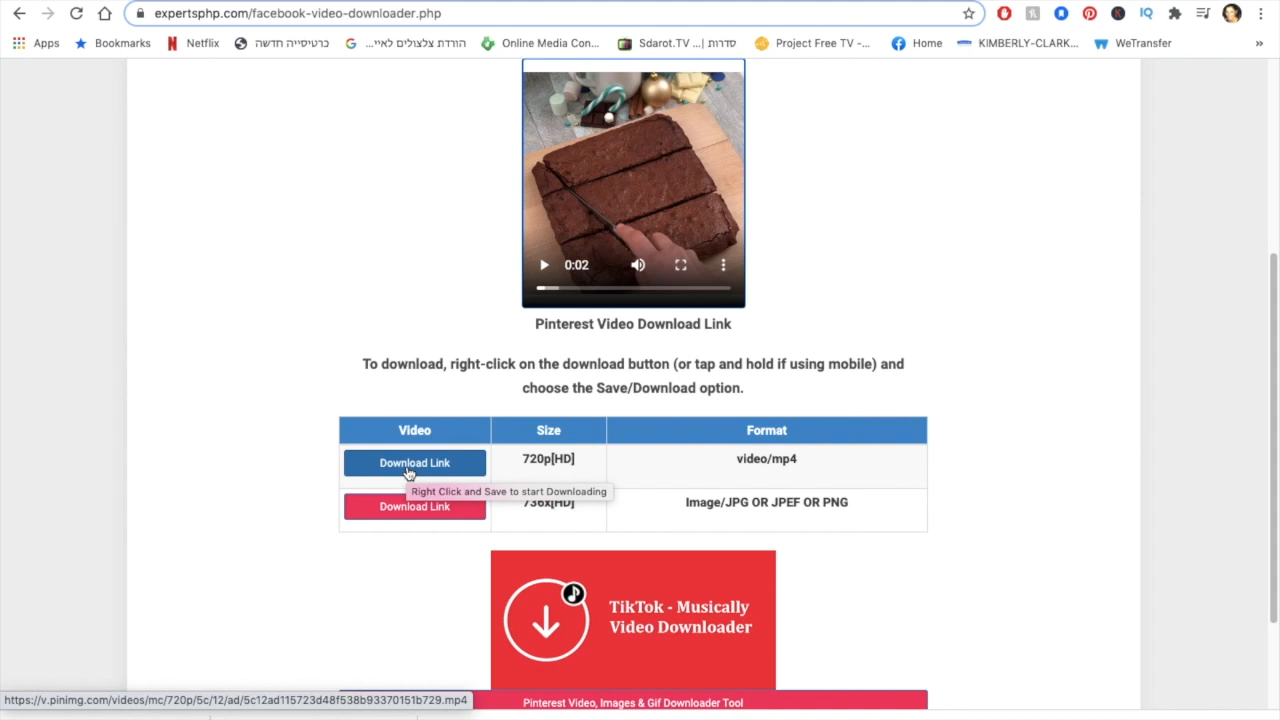 expertsphp.com/facebook-video-downloader.php
Apps
Bookmarks
Netflix
כרטיסייה חדשה
הורדת צלצולים לאיי...
Online Media Con...
Sdarot.TV ...| סדרות
Project Free TV -...
Home
KIMBERLY-CLARK...
WeTransfer
»
0:02
Pinterest Video Download Link
To download, right-click on the download button (or tap and hold if using mobile) and
choose the Save/Download option.
Video Size Format
Download Link 720p[HD] video/mp4
Right Click and Save to start Downloading
Download Link 736x[HD] Image/JPG OR JPEF OR PNG
TikTok - Musically
Video Downloader
https://v.pinimg.com/videos/mc/720p/5c/12/ad/5c12ad115723d48f538b93370151b729.mp4
Pinterest Video, Images & Gif Downloader Tool